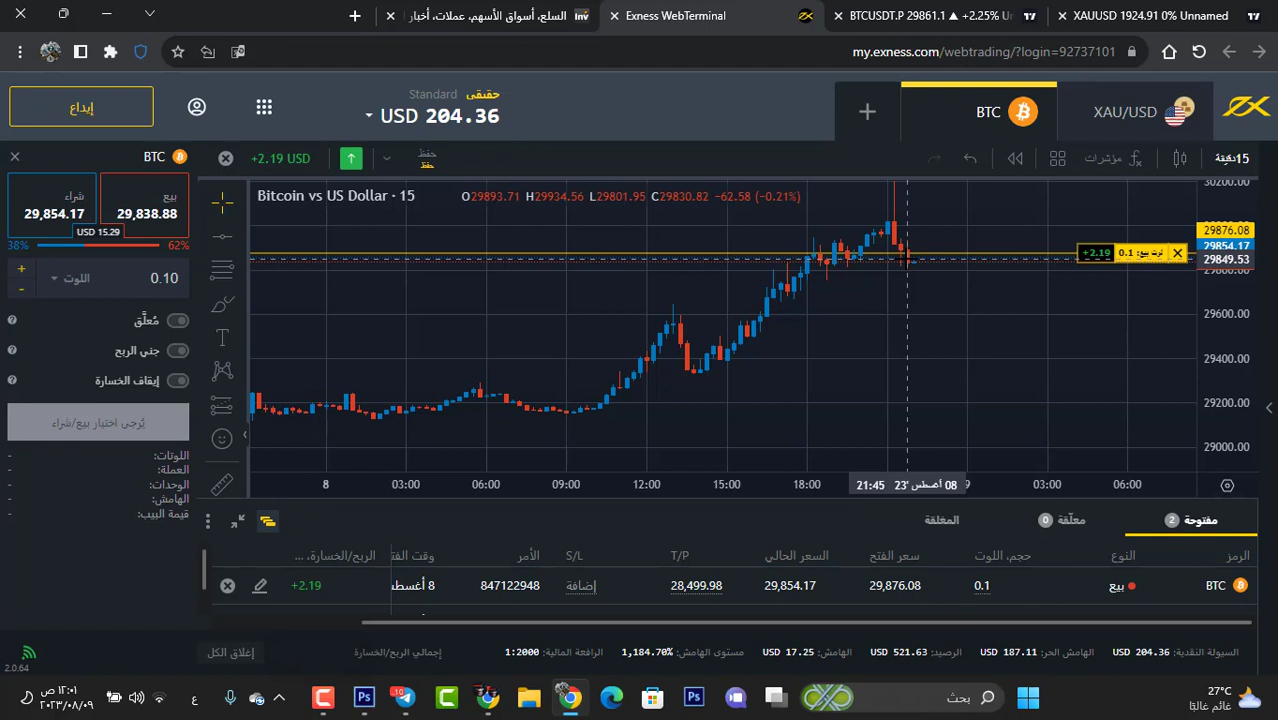 السلع، أسواق الأسهم، عملات، أخبار
Inv
Exness WebTerminal
BTCUSDT.P 29861.1 ▲ +2.25% Ur
XAUUSD 1924.91 0% Unnamed
my.exness.com/webtrading/?login=92737101
إيداع
Standard حقيقي
USD 204.36
BTC
XAU/USD
BTC
+2.19 USD
حفظ
حفظ
مؤشرات
15دقيقة
بيع
29,838.88
شراء
29,854.17
USD 15.29
38%
62%
اللوت
0.10
مُعلَّق
جني الربح
إيقاف الخسارة
يُرجى اختيار بيع/شراء
اللوتات: -
العملة: -
الوحدات: -
الهامش: -
قيمة البيب: -
Bitcoin vs US Dollar · 15 O29893.71 H29934.56 L29801.95 C29830.82 -62.58 (-0.21%)
30200.00
29876.08
29854.17
29849.53
29800.00
29600.00
29400.00
29200.00
29000.00
+2.19
8 03:00 06:00 09:00 12:00 15:00 18:00 9 03:00 06:00
08 أغسطس '23 21:45
مفتوحة 2
معلّقة 0
المغلقة
الرمز
النوع
حجم، اللوت
سعر الفتح
السعر الحالي
T/P
S/L
الأمر
وقت الفتح
الربح/الخسارة، ...
BTC
بيع
0.1
29,876.08
29,854.17
28,499.98
إضافة
847122948
8 أغسطس
+2.19
السيولة النقدية: 204.36 USD
الهامش الحر: 187.11 USD
الرصيد: 521.63 USD
الهامش: 17.25 USD
مستوى الهامش: 1,184.70%
الرافعة المالية: 1:2000
إجمالي الربح/الخسارة
إغلاق الكل
2.0.64
27°C
غائم غالبًا
بحث
10
ع
١٢:٠١ ص
٢٠٢٣/٠٨/٠٩